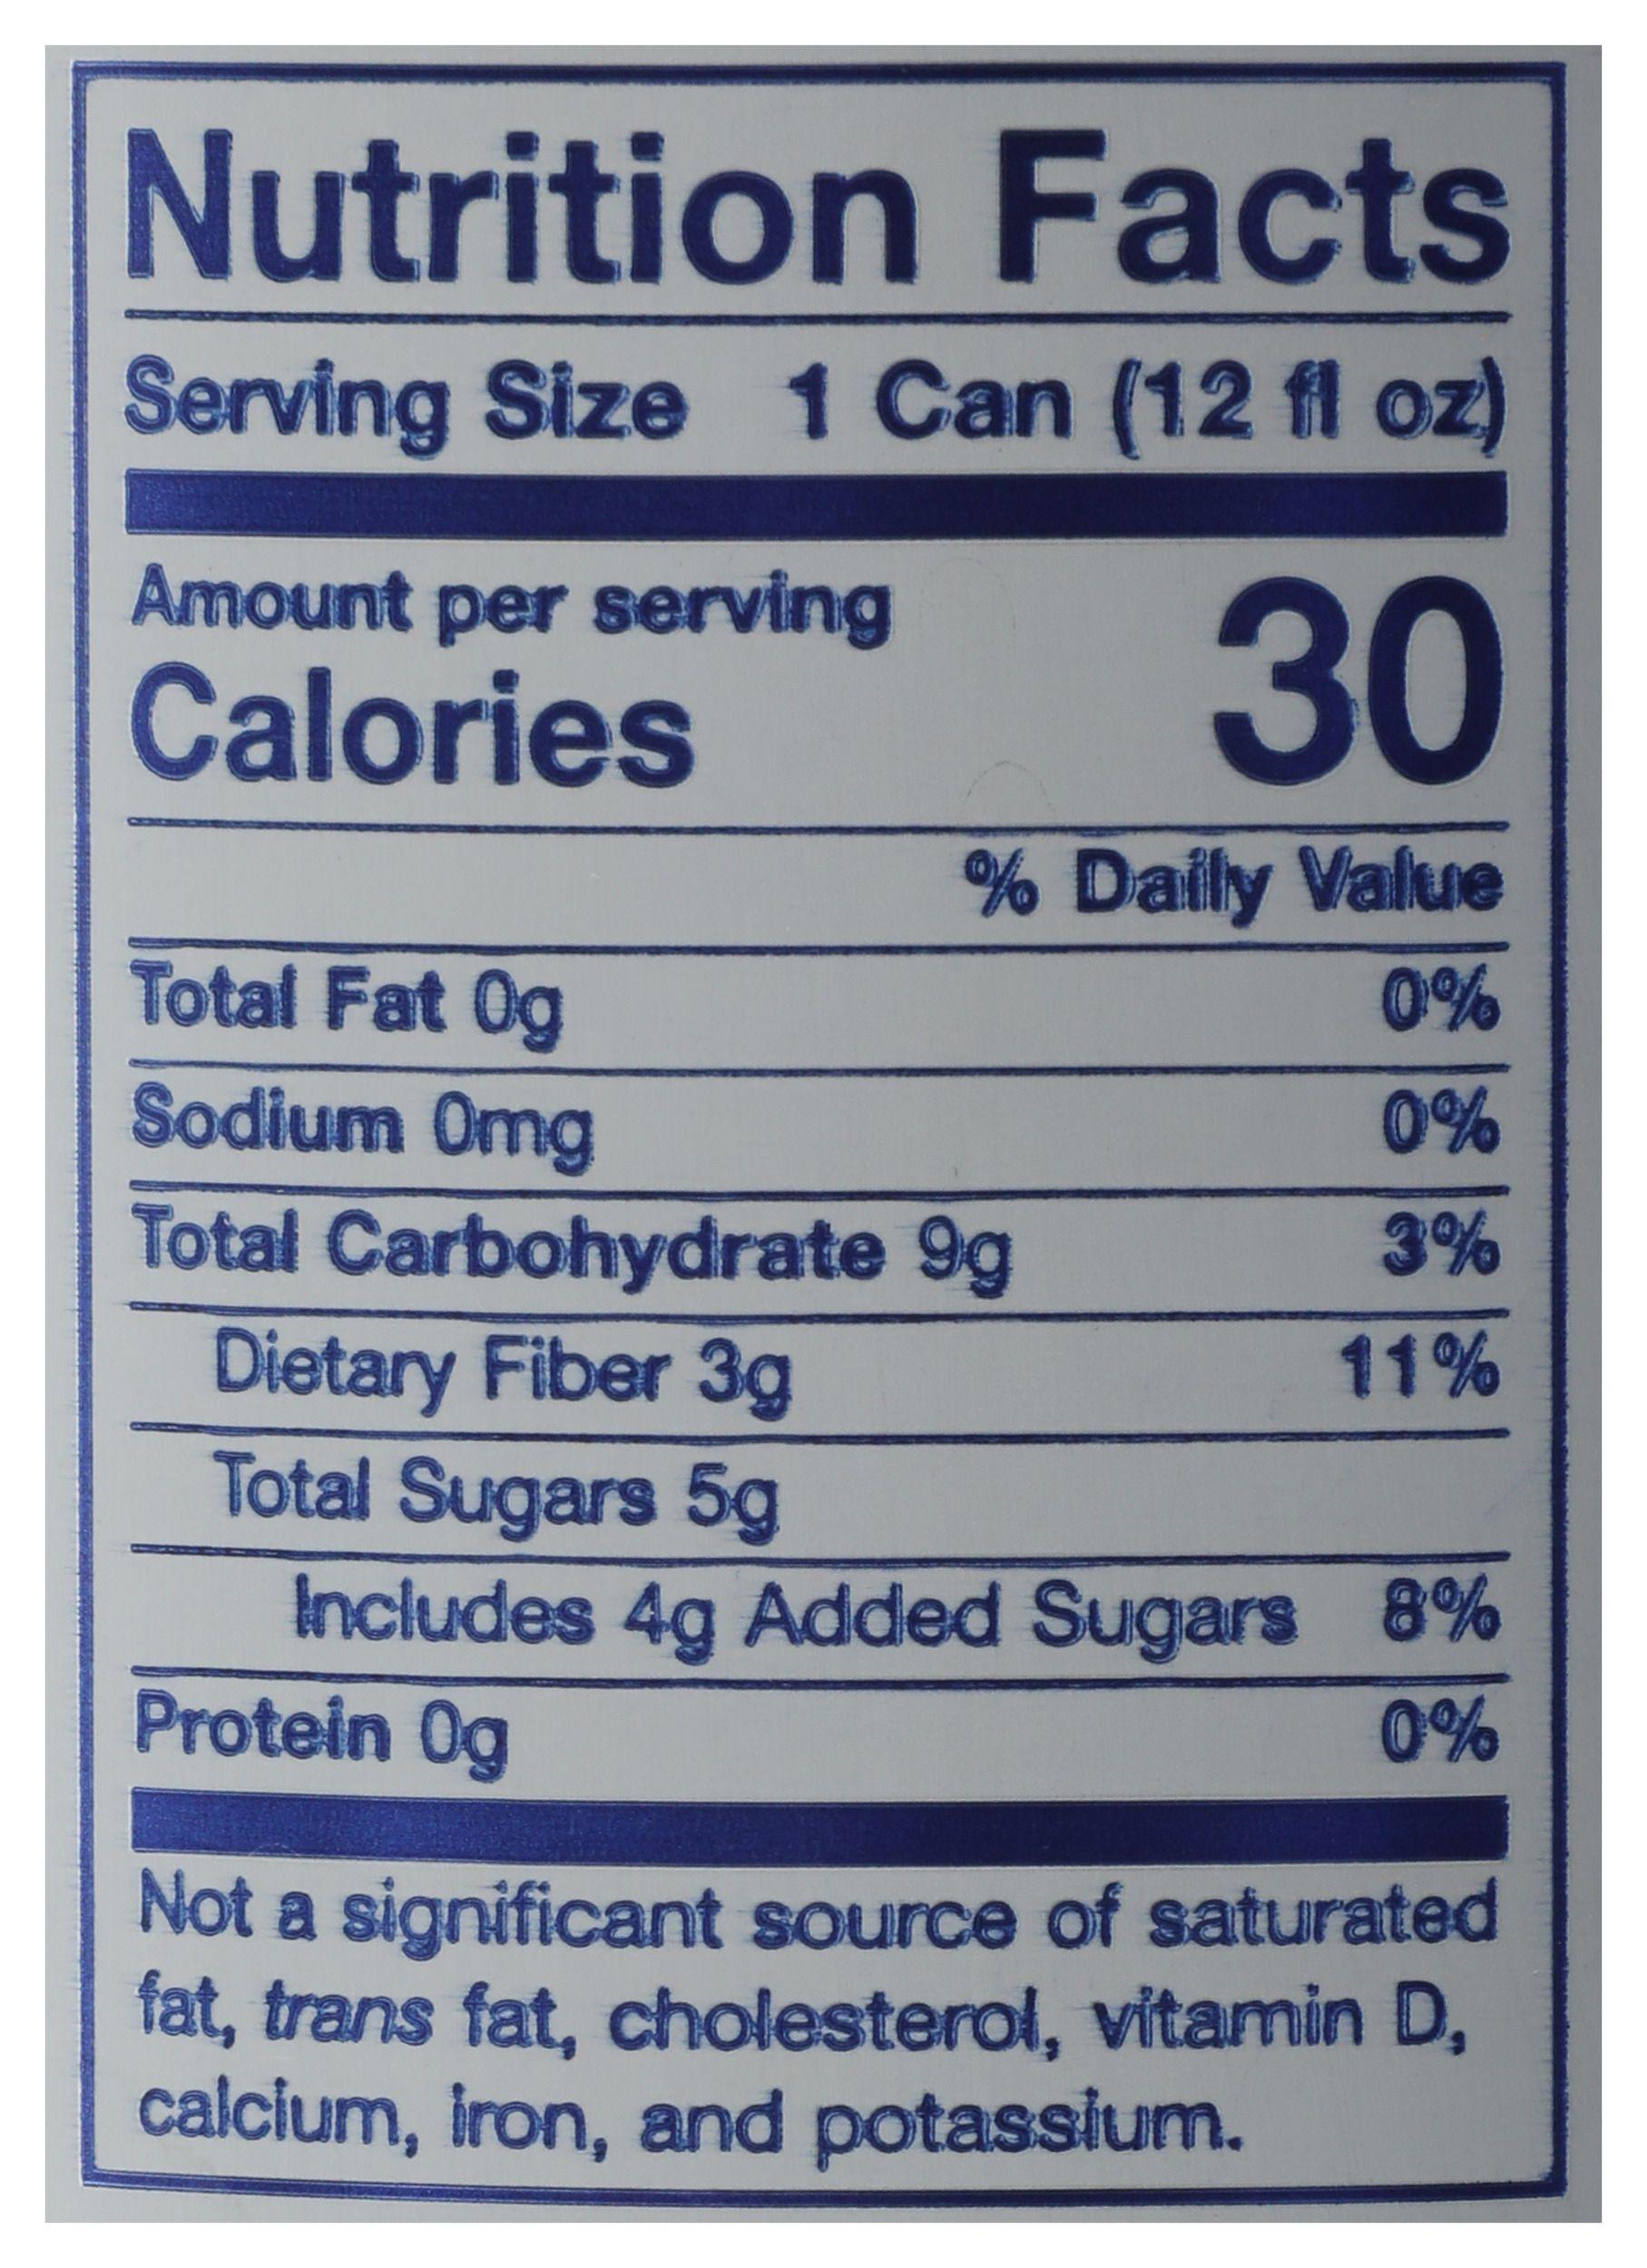 Nutrition Facts
Serving Size 1 Can (12 fl oz)
Amount per serving
Calories 30
% Daily Value
Total Fat 0g 0%
Sodium 0mg 0%
Total Carbohydrate 9g 3%
Dietary Fiber 3g 11%
Total Sugars 5g
Includes 4g Added Sugars 8%
Protein 0g 0%
Not a significant source of saturated
fat, trans fat, cholesterol, vitamin D,
calcium, iron, and potassium.